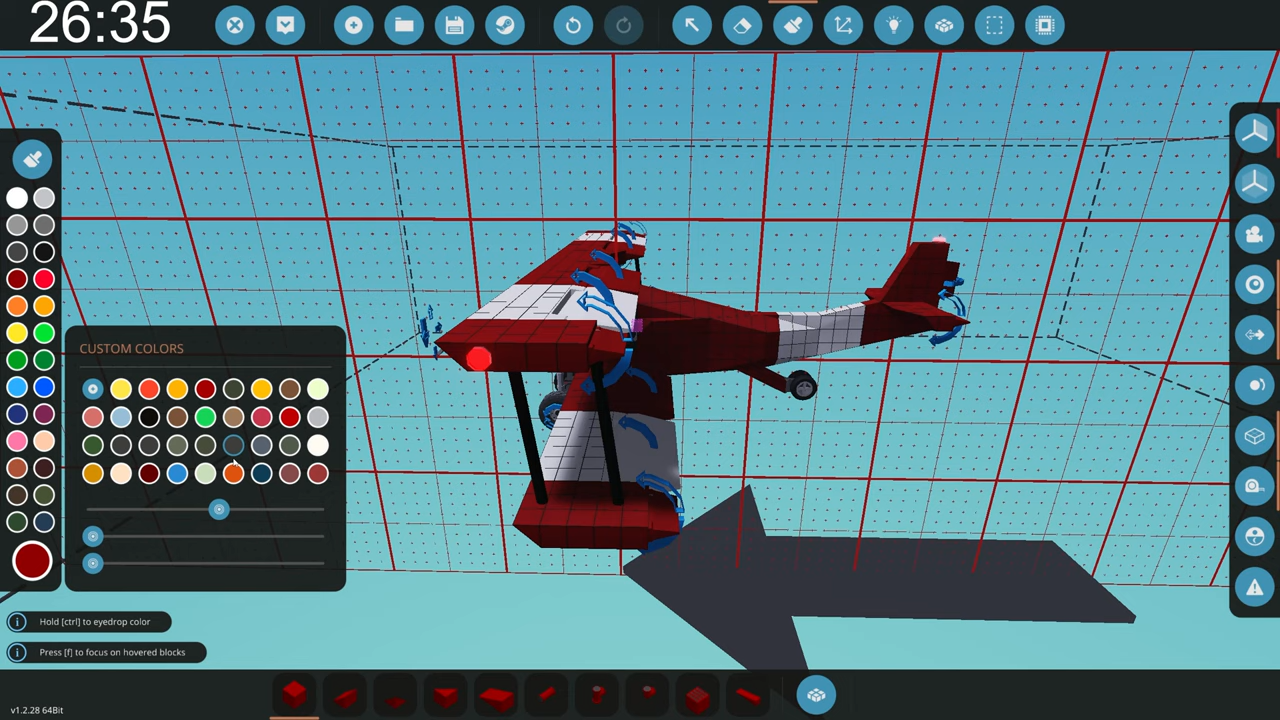 26:35
CUSTOM COLORS
Hold [ctrl] to eyedrop color
Press [f] to focus on hovered blocks
v1.2.28 64Bit